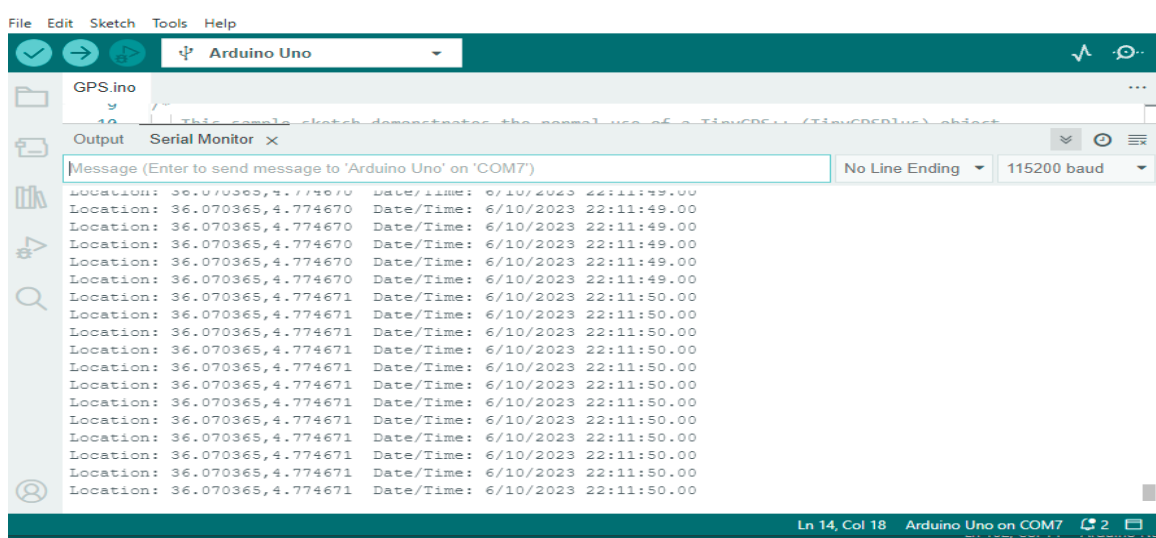 File Edit Sketch Tools Help
Arduino Uno
GPS.ino
...
9 /*
10 This sample sketch demonstrates the normal use of a TinyGPS++ (TinyGPSPlus) object
Output Serial Monitor ×
Message (Enter to send message to 'Arduino Uno' on 'COM7') No Line Ending 115200 baud
Location: 36.070365,4.774670 Date/Time: 6/10/2023 22:11:49.00
Location: 36.070365,4.774670 Date/Time: 6/10/2023 22:11:49.00
Location: 36.070365,4.774670 Date/Time: 6/10/2023 22:11:49.00
Location: 36.070365,4.774670 Date/Time: 6/10/2023 22:11:49.00
Location: 36.070365,4.774670 Date/Time: 6/10/2023 22:11:49.00
Location: 36.070365,4.774670 Date/Time: 6/10/2023 22:11:49.00
Location: 36.070365,4.774671 Date/Time: 6/10/2023 22:11:50.00
Location: 36.070365,4.774671 Date/Time: 6/10/2023 22:11:50.00
Location: 36.070365,4.774671 Date/Time: 6/10/2023 22:11:50.00
Location: 36.070365,4.774671 Date/Time: 6/10/2023 22:11:50.00
Location: 36.070365,4.774671 Date/Time: 6/10/2023 22:11:50.00
Location: 36.070365,4.774671 Date/Time: 6/10/2023 22:11:50.00
Location: 36.070365,4.774671 Date/Time: 6/10/2023 22:11:50.00
Location: 36.070365,4.774671 Date/Time: 6/10/2023 22:11:50.00
Location: 36.070365,4.774671 Date/Time: 6/10/2023 22:11:50.00
Location: 36.070365,4.774671 Date/Time: 6/10/2023 22:11:50.00
Location: 36.070365,4.774671 Date/Time: 6/10/2023 22:11:50.00
Location: 36.070365,4.774671 Date/Time: 6/10/2023 22:11:50.00
Ln 14, Col 18 Arduino Uno on COM7 2